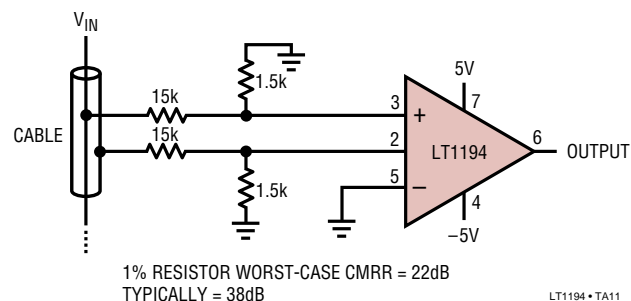 VIN
CABLE
15k
15k
1.5k
1.5k
3
+
2
5
−
5V
7
LT1194
6
OUTPUT
4
–5V
1% RESISTOR WORST-CASE CMRR = 22dB
TYPICALLY = 38dB
LT1194 • TA11